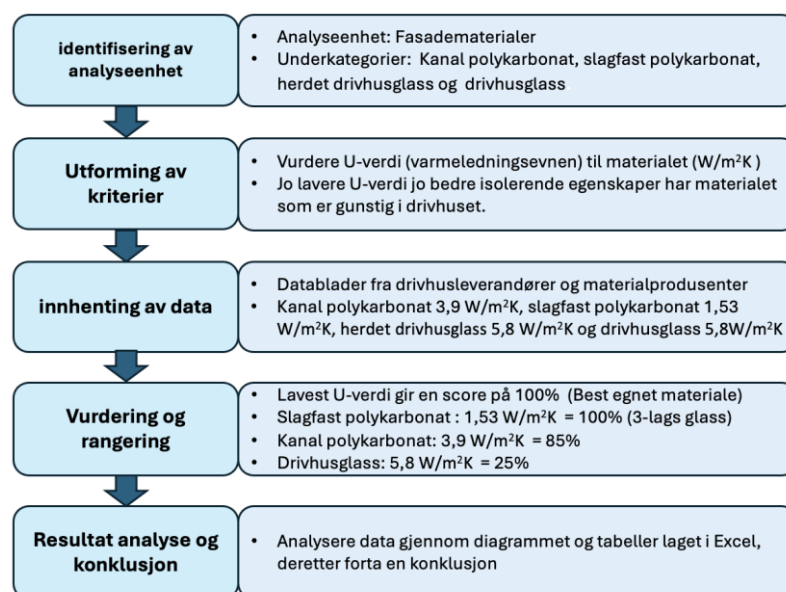 identifisering av
analyseenhet
• Analyseenhet: Fasadematerialer
• Underkategorier: Kanal polykarbonat, slagfast polykarbonat,
herdet drivhusglass og drivhusglass
Utforming av
kriterier
• Vurdere U-verdi (varmeledningsevnen) til materialet (W/m²K )
• Jo lavere U-verdi jo bedre isolerende egenskaper har materialet
som er gunstig i drivhuset.
innhenting av data
• Datablader fra drivhusleverandører og materialprodusenter
• Kanal polykarbonat 3,9 W/m²K, slagfast polykarbonat 1,53
W/m²K, herdet drivhusglass 5,8 W/m²K og drivhusglass 5,8W/m²K
Vurdering og
rangering
• Lavest U-verdi gir en score på 100% (Best egnet materiale)
• Slagfast polykarbonat : 1,53 W/m²K = 100% (3-lags glass)
• Kanal polykarbonat: 3,9 W/m²K = 85%
• Drivhusglass: 5,8 W/m²K = 25%
Resultat analyse og
konklusjon
• Analysere data gjennom diagrammet og tabeller laget i Excel,
deretter forta en konklusjon